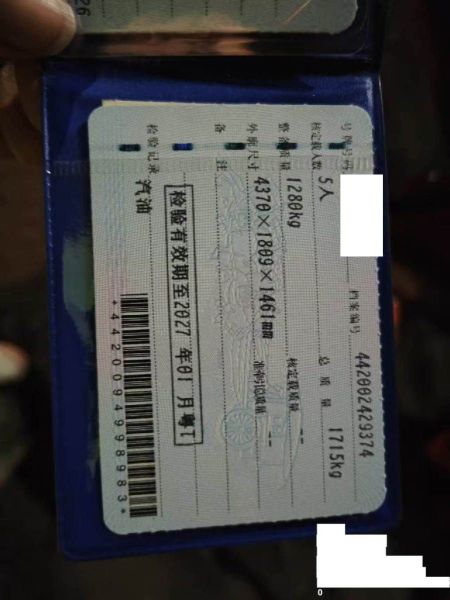 号牌号码 档案编号 442002429374
核定载人数 5人 总质量 1715kg
整备质量 1280kg 核定载质量 --
外廓尺寸 4370×1809×1461mm 准牵引总质量 --
备注
检验有效期至2027年01月粤T
检验记录 汽油
*4420094998983*
26
0